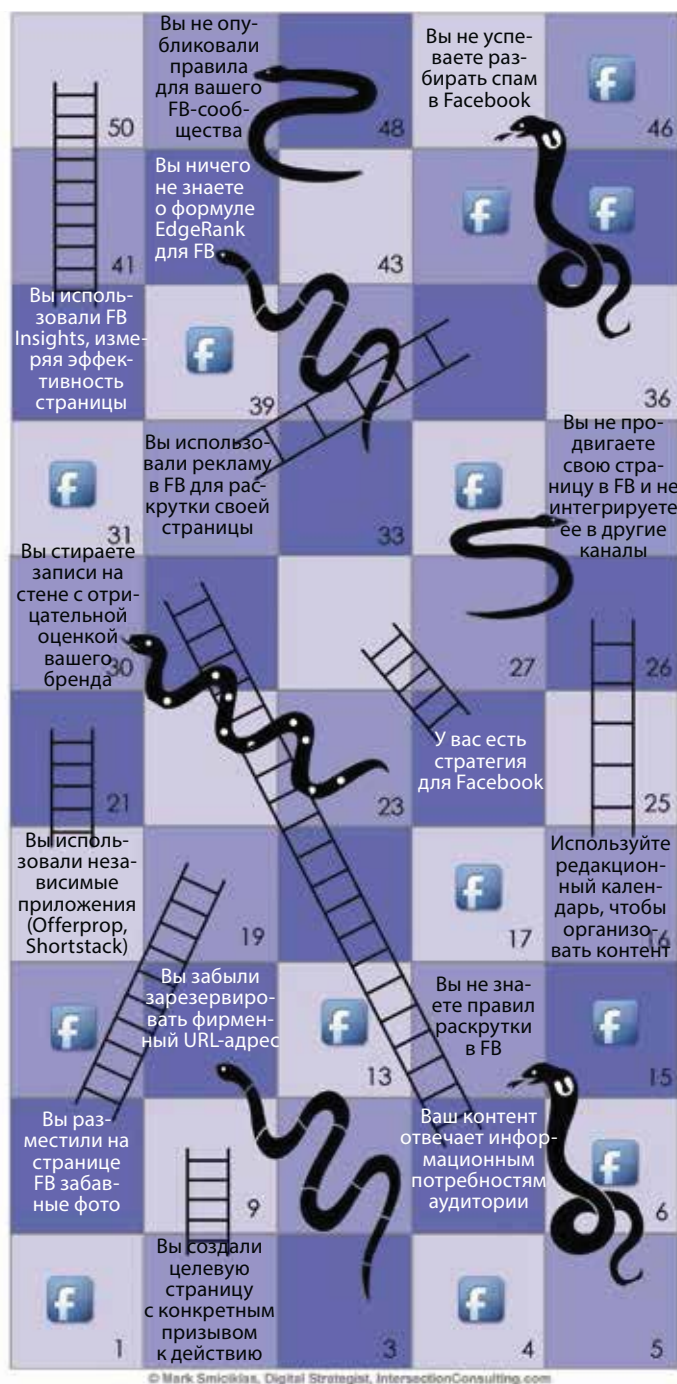 Вы не опу-
бликовали
правила
для вашего
FB-сооб-
щества
Вы не успе-
ваете раз-
бирать спам
в Facebook
50
48
46
Вы ничего
не знаете
о формуле
EdgeRank
для FB
41
43
Вы исполь-
зовали FB
Insights, изме-
ряя эффек-
тивность
страницы
39
36
Вы использо-
вали рекламу
в FB для рас-
крутки своей
страницы
Вы не про-
двигаете
свою стра-
ницу в FB и не
интегрируете
ее в другие
каналы
31
33
Вы стираете
записи на
стене с отри-
цательной
оценкой
вашего
бренда
30
27
26
У вас есть
стратегия
для Facebook
21
23
25
Вы исполь-
зовали неза-
висимые
приложения
(Offerprop,
Shortstack)
Используйте
редакцион-
ный кален-
дарь, чтобы
организо-
вать контент
19
17
16
Вы забыли
зарезервиро-
вать фирмен-
ный URL-адрес
Вы не зна-
ете правил
раскрутки
в FB
13
15
Вы раз-
местили на
странице
FB забав-
ные фото
Ваш контент
отвечает инфор-
мационным
потребностям
аудитории
9
6
Вы создали
целевую
страницу
с конкретным
призывом
к действию
1
3
4
5
© Mark Smiciklas, Digital Strategist, IntersectionConsulting.com